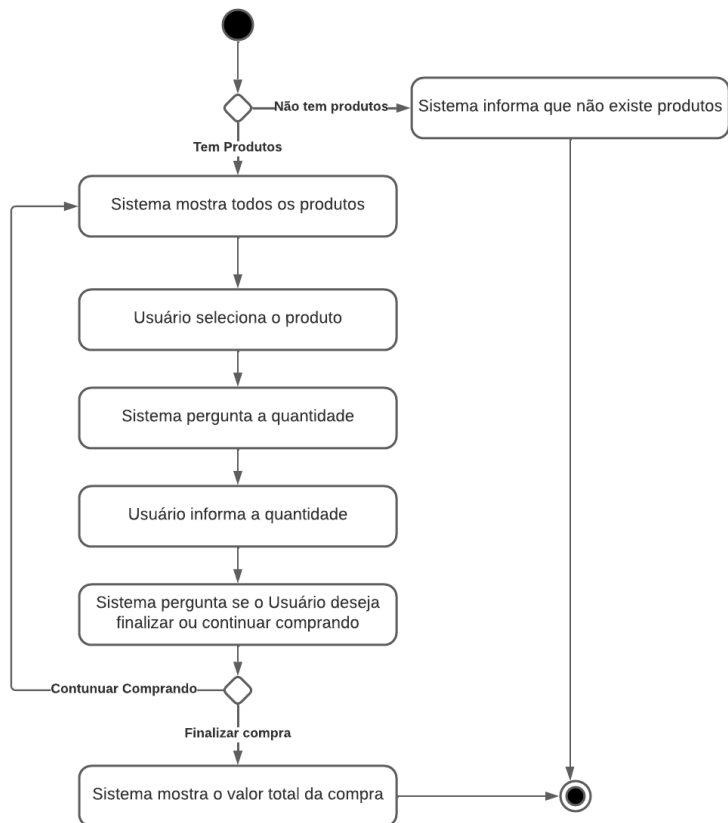 Não tem produtos
Sistema informa que não existe produtos
Tem Produtos
Sistema mostra todos os produtos
Usuário seleciona o produto
Sistema pergunta a quantidade
Usuário informa a quantidade
Sistema pergunta se o Usuário deseja
finalizar ou continuar comprando
Contunuar Comprando
Finalizar compra
Sistema mostra o valor total da compra